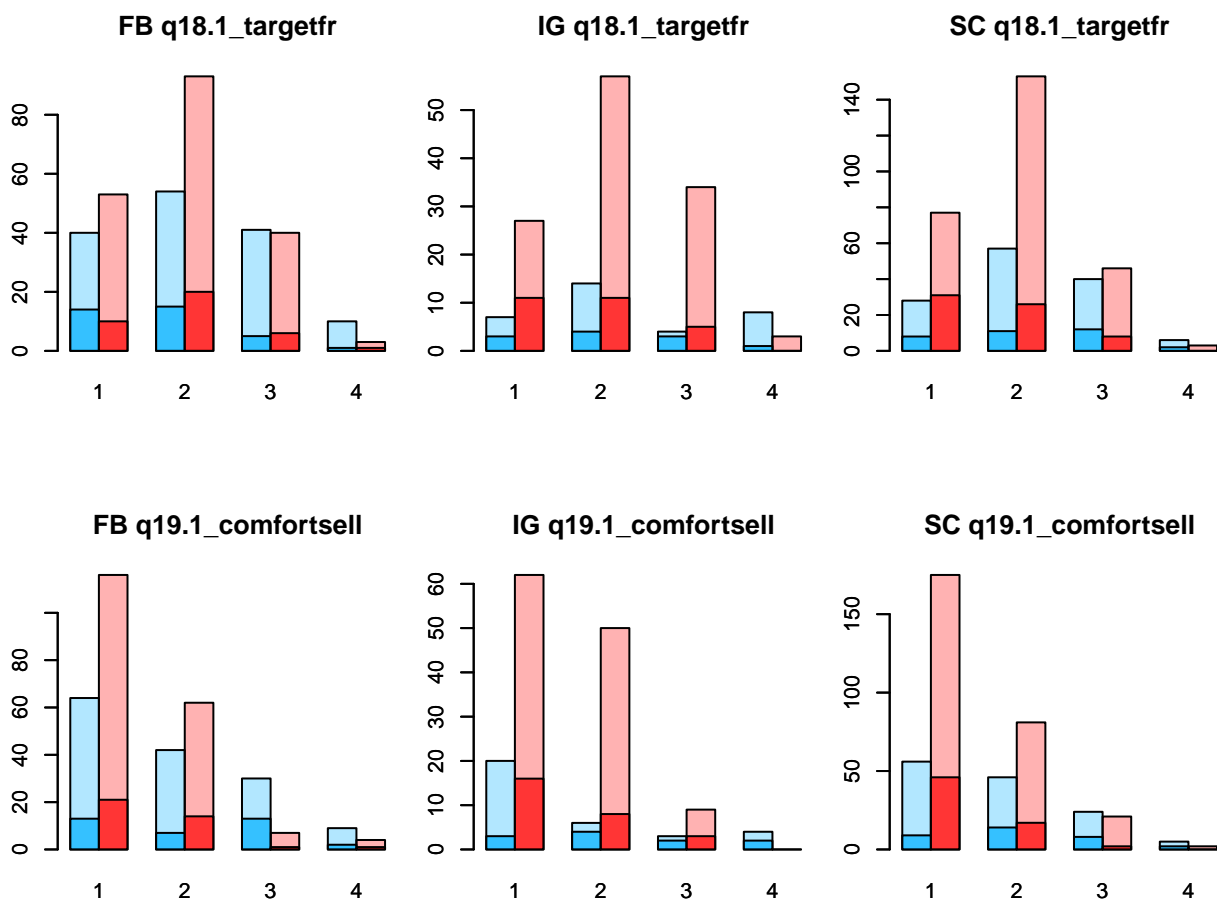 FB q18.1_targetfr
IG q18.1_targetfr
SC q18.1_targetfr
0 20 40 60 80
0 10 20 30 40 50
0 20 60 100 140
1 2 3 4
1 2 3 4
1 2 3 4
FB q19.1_comfortsell
IG q19.1_comfortsell
SC q19.1_comfortsell
0 20 40 60 80
0 10 20 30 40 50 60
0 50 100 150
1 2 3 4
1 2 3 4
1 2 3 4